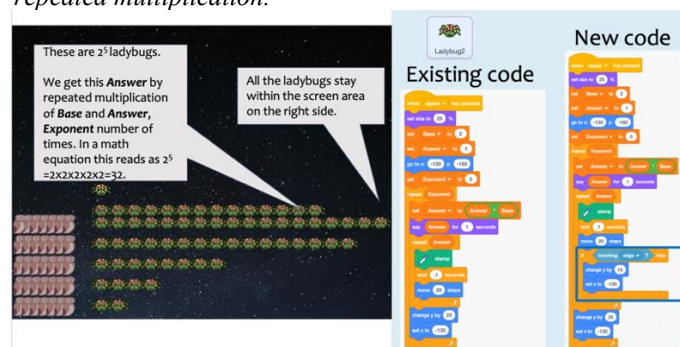 repeated multiplication.
These are 2⁵ ladybugs.
We get this Answer by
repeated multiplication
of Base and Answer,
Exponent number of
times. In a math
equation this reads as 2⁵
=2x2x2x2x2=32.
All the ladybugs stay
within the screen area
on the right side.
Ladybug2
Existing code
when space key pressed
set size to 25 %
set Base to 2
set Answer to 1
go to x: -130 y: -150
set Exponent to 5
repeat Exponent
set Answer to Answer * Base
say Answer for 1 seconds
repeat Answer
stamp
wait .1 seconds
move 20 steps
change y by 20
set x to -130
New code
when space key pressed
set size to 25 %
set Base to 2
set Answer to 1
go to x: -130 y: -150
set Exponent to 5
repeat Exponent
set Answer to Answer * Base
say Answer for 1 seconds
repeat Answer
stamp
wait seconds
move 20 steps
if touching edge ? then
change y by 15
set x to -130
change y by 20
set x to -130